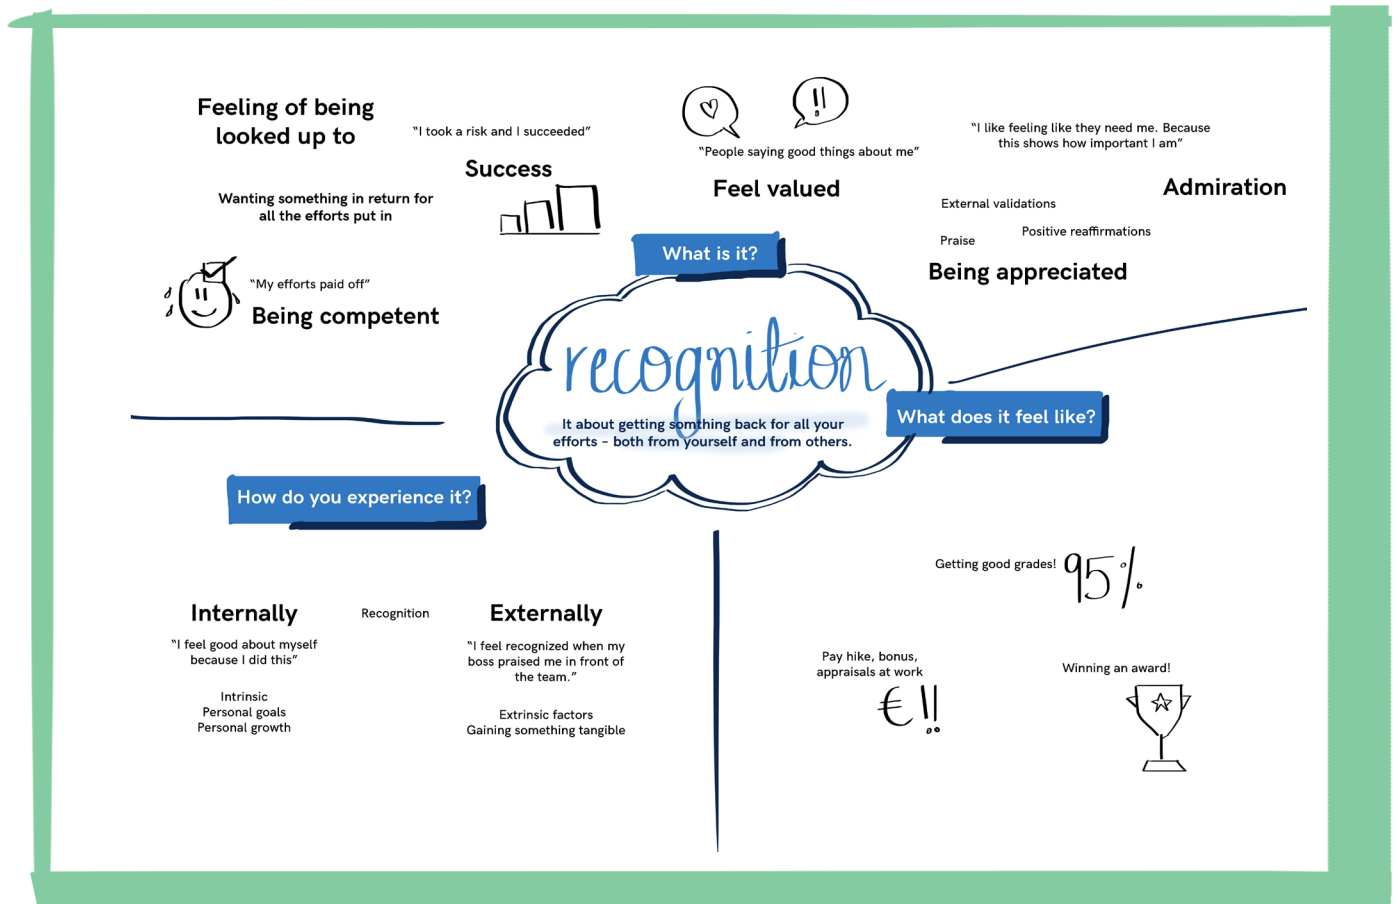 Feeling of being
looked up to
“I took a risk and I succeeded”
Success
Wanting something in return for
all the efforts put in
“My efforts paid off”
Being competent
!!
“People saying good things about me”
Feel valued
“I like feeling like they need me. Because
this shows how important I am”
Admiration
External validations
Praise
Positive reaffirmations
Being appreciated
What is it?
recognition
It about getting somthing back for all your
efforts – both from yourself and from others.
What does it feel like?
Getting good grades!
95%
Pay hike, bonus,
appraisals at work
€!!
Winning an award!
How do you experience it?
Internally
Recognition
Externally
“I feel good about myself
because I did this”
Intrinsic
Personal goals
Personal growth
“I feel recognized when my
boss praised me in front of
the team.”
Extrinsic factors
Gaining something tangible